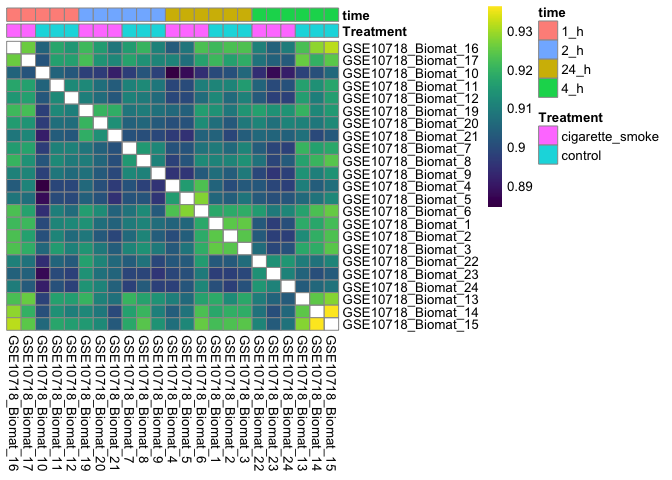 time
Treatment
GSE10718_Biomat_16
GSE10718_Biomat_17
GSE10718_Biomat_10
GSE10718_Biomat_11
GSE10718_Biomat_12
GSE10718_Biomat_19
GSE10718_Biomat_20
GSE10718_Biomat_21
GSE10718_Biomat_7
GSE10718_Biomat_8
GSE10718_Biomat_9
GSE10718_Biomat_4
GSE10718_Biomat_5
GSE10718_Biomat_6
GSE10718_Biomat_1
GSE10718_Biomat_2
GSE10718_Biomat_3
GSE10718_Biomat_22
GSE10718_Biomat_23
GSE10718_Biomat_24
GSE10718_Biomat_13
GSE10718_Biomat_14
GSE10718_Biomat_15
GSE10718_Biomat_16
GSE10718_Biomat_17
GSE10718_Biomat_10
GSE10718_Biomat_11
GSE10718_Biomat_12
GSE10718_Biomat_19
GSE10718_Biomat_20
GSE10718_Biomat_21
GSE10718_Biomat_7
GSE10718_Biomat_8
GSE10718_Biomat_9
GSE10718_Biomat_4
GSE10718_Biomat_5
GSE10718_Biomat_6
GSE10718_Biomat_1
GSE10718_Biomat_2
GSE10718_Biomat_3
GSE10718_Biomat_22
GSE10718_Biomat_23
GSE10718_Biomat_24
GSE10718_Biomat_13
GSE10718_Biomat_14
GSE10718_Biomat_15
0.93
0.92
0.91
0.9
0.89
time
1_h
2_h
24_h
4_h
Treatment
cigarette_smoke
control